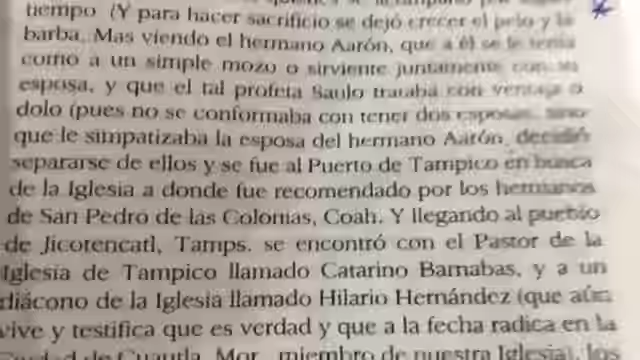 tiempo (Y para hacer sacrificio se dejó crecer el pelo y la
barba. Mas viendo el hermano Aarón, que a él se le tenía
como a un simple mozo o sirviente juntamente con su
esposa, y que el tal profeta Saulo trataba con ventaja o
dolo (pues no se conformaba con tener dos esposas, sino
que le simpatizaba la esposa del hermano Aarón, decidió
separarse de ellos y se fue al Puerto de Tampico en busca
de la Iglesia a donde fue recomendado por los hermanos
de San Pedro de las Colonias, Coah. Y llegando al pueblo
de Jicotencatl, Tamps. se encontró con el Pastor de la
Iglesia de Tampico llamado Catarino Barnabas, y a un
diácono de la Iglesia llamado Hilario Hernández (que aún
vive y testifica que es verdad y que a la fecha radica en la
Ciudad de Cuautla, Mor. miembro de nuestra Iglesia), los